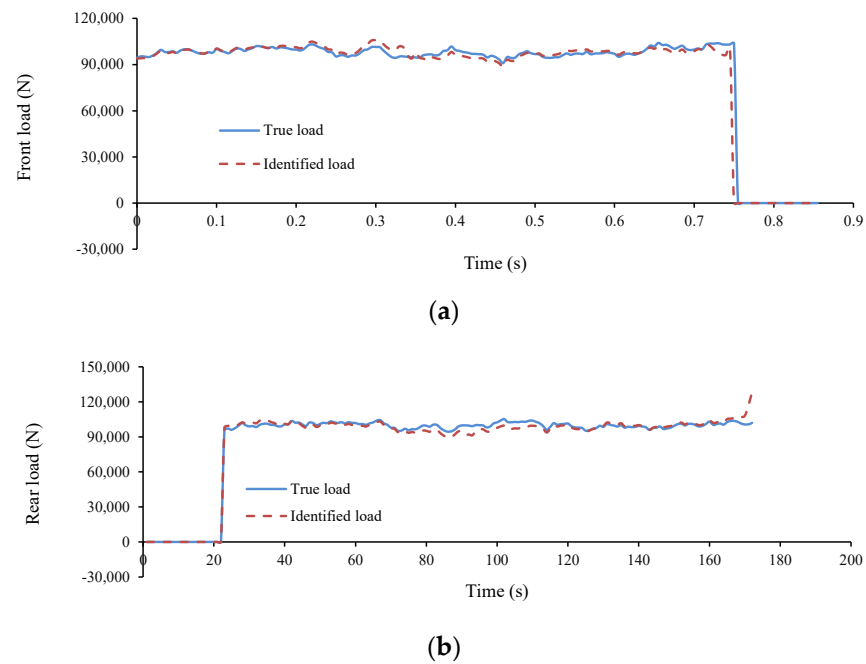 120,000
90,000
60,000
30,000
0
-30,000
Front load (N)
True load
Identified load
0 0.1 0.2 0.3 0.4 0.5 0.6 0.7 0.8 0.9
Time (s)
(a)
150,000
120,000
90,000
60,000
30,000
0
-30,000
Rear load (N)
True load
Identified load
0 20 40 60 80 100 120 140 160 180 200
Time (s)
(b)